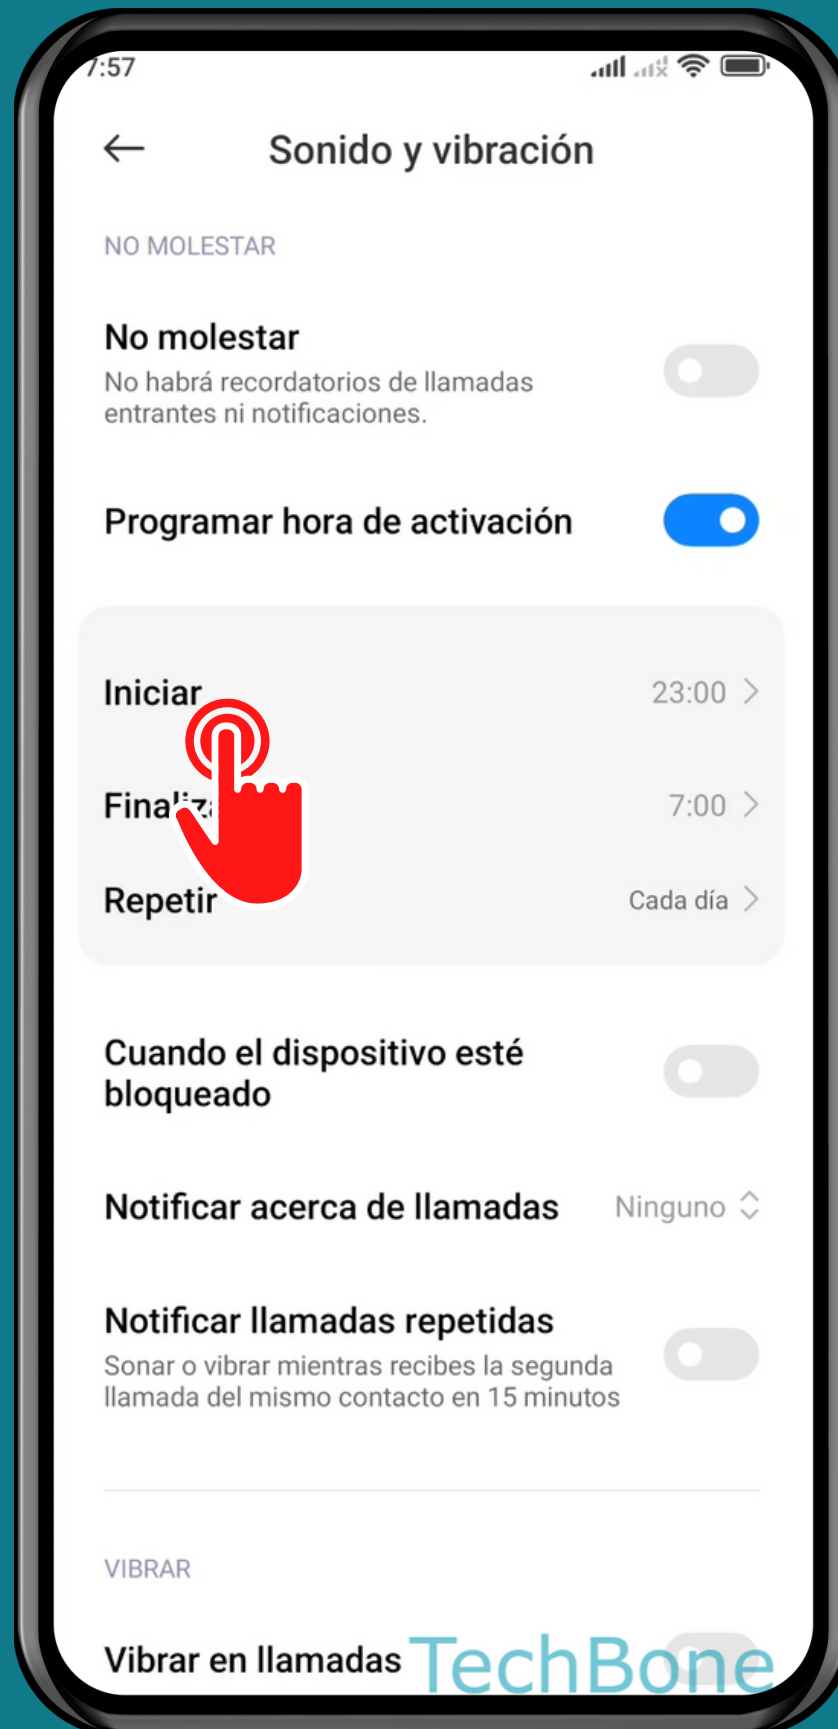 7:57
Sonido y vibración
NO MOLESTAR
No molestar
No habrá recordatorios de llamadas
entrantes ni notificaciones.
Programar hora de activación
Iniciar 23:00
7:00
Repetir Cada día
Cuando el dispositivo esté
bloqueado
Notificar acerca de llamadas Ninguno
Notificar llamadas repetidas
Sonar o vibrar mientras recibes la segunda
llamada del mismo contacto en 15 minutos
VIBRAR
Vibrar en llamadas
TechBone